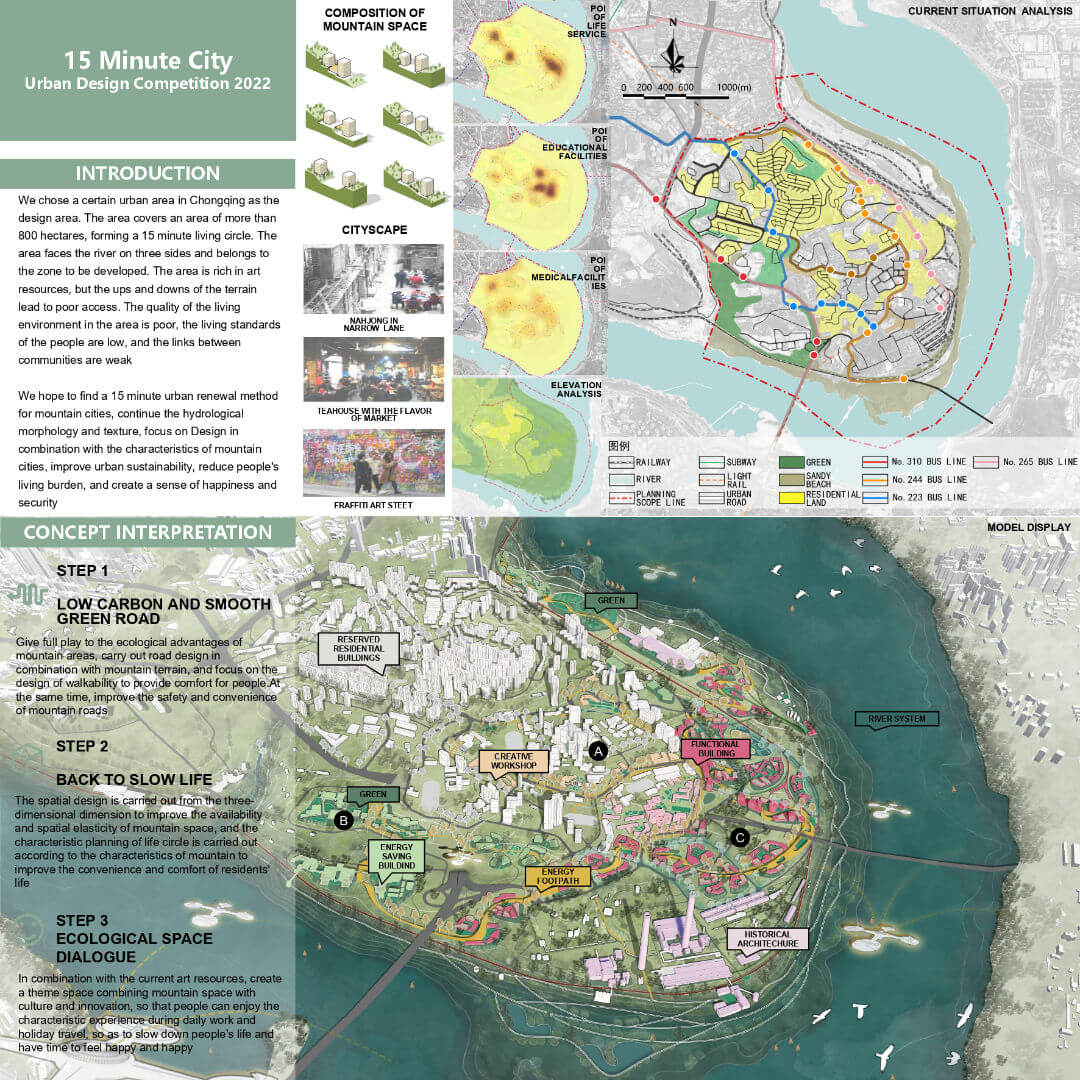 15 Minute City
Urban Design Competition 2022
INTRODUCTION
We chose a certain urban area in Chongqing as the
design area. The area covers an area of more than
800 hectares, forming a 15 minute living circle. The
area faces the river on three sides and belongs to
the zone to be developed. The area is rich in art
resources, but the ups and downs of the terrain
lead to poor access. The quality of the living
environment in the area is poor, the living standards
of the people are low, and the links between
communities are weak
We hope to find a 15 minute urban renewal method
for mountain cities, continue the hydrological
morphology and texture, focus on Design in
combination with the characteristics of mountain
cities, improve urban sustainability, reduce people's
living burden, and create a sense of happiness and
security
COMPOSITION OF
MOUNTAIN SPACE
CITYSCAPE
NAHJONG IN
NARROW LANE
TEAHOUSE WITH THE FLAVOR
OF MARKET
FRAFFITI ART STEET
POI
OF
LIFE
SERVICE
POI
OF
EDUCATIONAL
FACILITIES
POI
OF
MEDICALFACILIT
IES
ELEVATION
ANALYSIS
CURRENT SITUATION ANALYSIS
N
0 200 400 600 1000(m)
图例
RAILWAY
RIVER
PLANNING
SCOPE LINE
SUBWAY
LIGHT
RAIL
URBAN
ROAD
GREEN
SANDY
BEACH
RESIDENTIAL
LAND
No.310 BUS LINE
No.244 BUS LINE
No.223 BUS LINE
No.265 BUS LINE
CONCEPT INTERPRETATION
STEP 1
LOW CARBON AND SMOOTH
GREEN ROAD
Give full play to the ecological advantages of
mountain areas, carry out road design in
combination with mountain terrain, and focus on the
design of walkability to provide comfort for people.At
the same time, improve the safety and convenience
of mountain roads
STEP 2
BACK TO SLOW LIFE
The spatial design is carried out from the three-
dimensional dimension to improve the availability
and spatial elasticity of mountain space, and the
characteristic planning of life circle is carried out
according to the characteristics of mountain to
improve the convenience and comfort of residents'
life
STEP 3
ECOLOGICAL SPACE
DIALOGUE
In combination with the current art resources, create
a theme space combining mountain space with
culture and innovation, so that people can enjoy the
characteristic experience during daily work and
holiday travel, so as to slow down people's life and
have time to feel happy and happy
MODEL DISPLAY
GREEN
RESERVED
RESIDENTIAL
BUILDINGS
RIVER SYSTEM
FUNCTIONAL
BUILDING
A
CREATIVE
WORKSHOP
GREEN
B
C
ENERGY
SAVING
BUILDIND
ENERGY
FOOTPATH
HISTORICAL
ARCHITECHURE